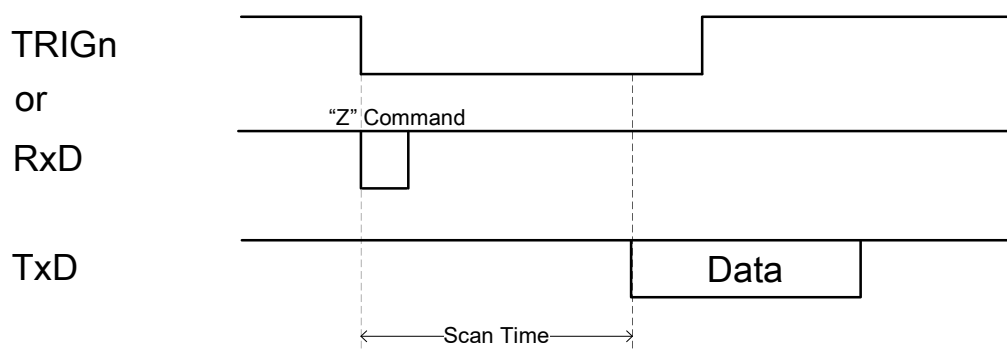 TRIGn
or
“Z” Command
RxD
TxD
Data
Scan Time